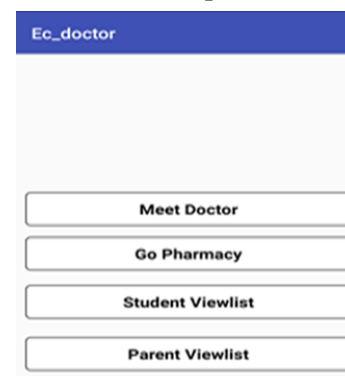 Ec_doctor
Meet Doctor
Go Pharmacy
Student Viewlist
Parent Viewlist